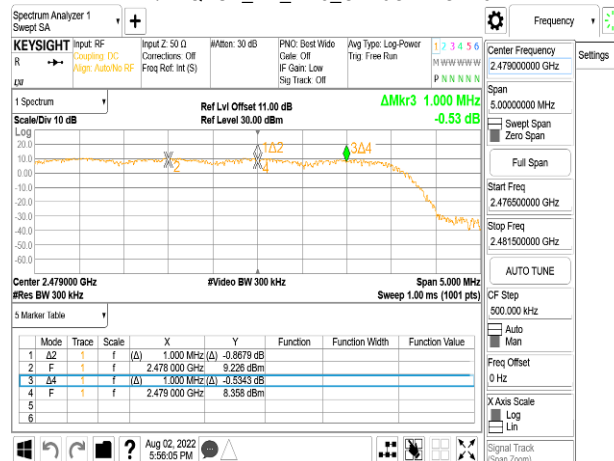 Spectrum Analyzer 1
Swept SA
+
Frequency
Settings
KEYSIGHT
R
Input: RF
Coupling: DC
Align: Auto/No RF
Input Z: 50 Ω
Corrections: Off
Freq Ref: Int (S)
#Atten: 30 dB
PNO: Best Wide
Gate: Off
IF Gain: Low
Sig Track: Off
Avg Type: Log-Power
Trig: Free Run
1 2 3 4 5 6
M W W W W W
P N N N N N
1 Spectrum
Scale/Div 10 dB
Ref Lvl Offset 11.00 dB
Ref Level 30.00 dBm
ΔMkr3 1.000 MHz
-0.53 dB
Log
20.0
10.0
0.00
-10.0
-20.0
-30.0
-40.0
-50.0
-60.0
2
1Δ2
4
3Δ4
Center 2.479000 GHz
#Res BW 300 kHz
#Video BW 300 kHz
Span 5.000 MHz
Sweep 1.00 ms (1001 pts)
5 Marker Table
Mode Trace Scale X Y Function Function Width Function Value
1 Δ2 1 f (Δ) 1.000 MHz (Δ) -0.8679 dB
2 F 1 f 2.478 000 GHz 9.226 dBm
3 Δ4 1 f (Δ) 1.000 MHz (Δ) -0.5343 dB
4 F 1 f 2.479 000 GHz 8.358 dBm
5
6
Aug 02, 2022
5:56:05 PM
Center Frequency
2.479000000 GHz
Span
5.00000000 MHz
Swept Span
Zero Span
Full Span
Start Freq
2.476500000 GHz
Stop Freq
2.481500000 GHz
AUTO TUNE
CF Step
500.000 kHz
Auto
Man
Freq Offset
0 Hz
X Axis Scale
Log
Lin
Signal Track
(Span Zoom)